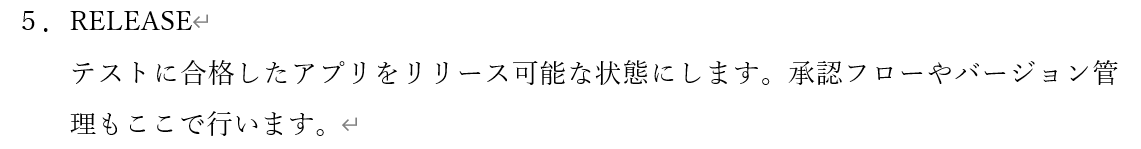 ５．RELEASE↵
テストに合格したアプリをリリース可能な状態にします。承認フローやバージョン管
理もここで行います。↵